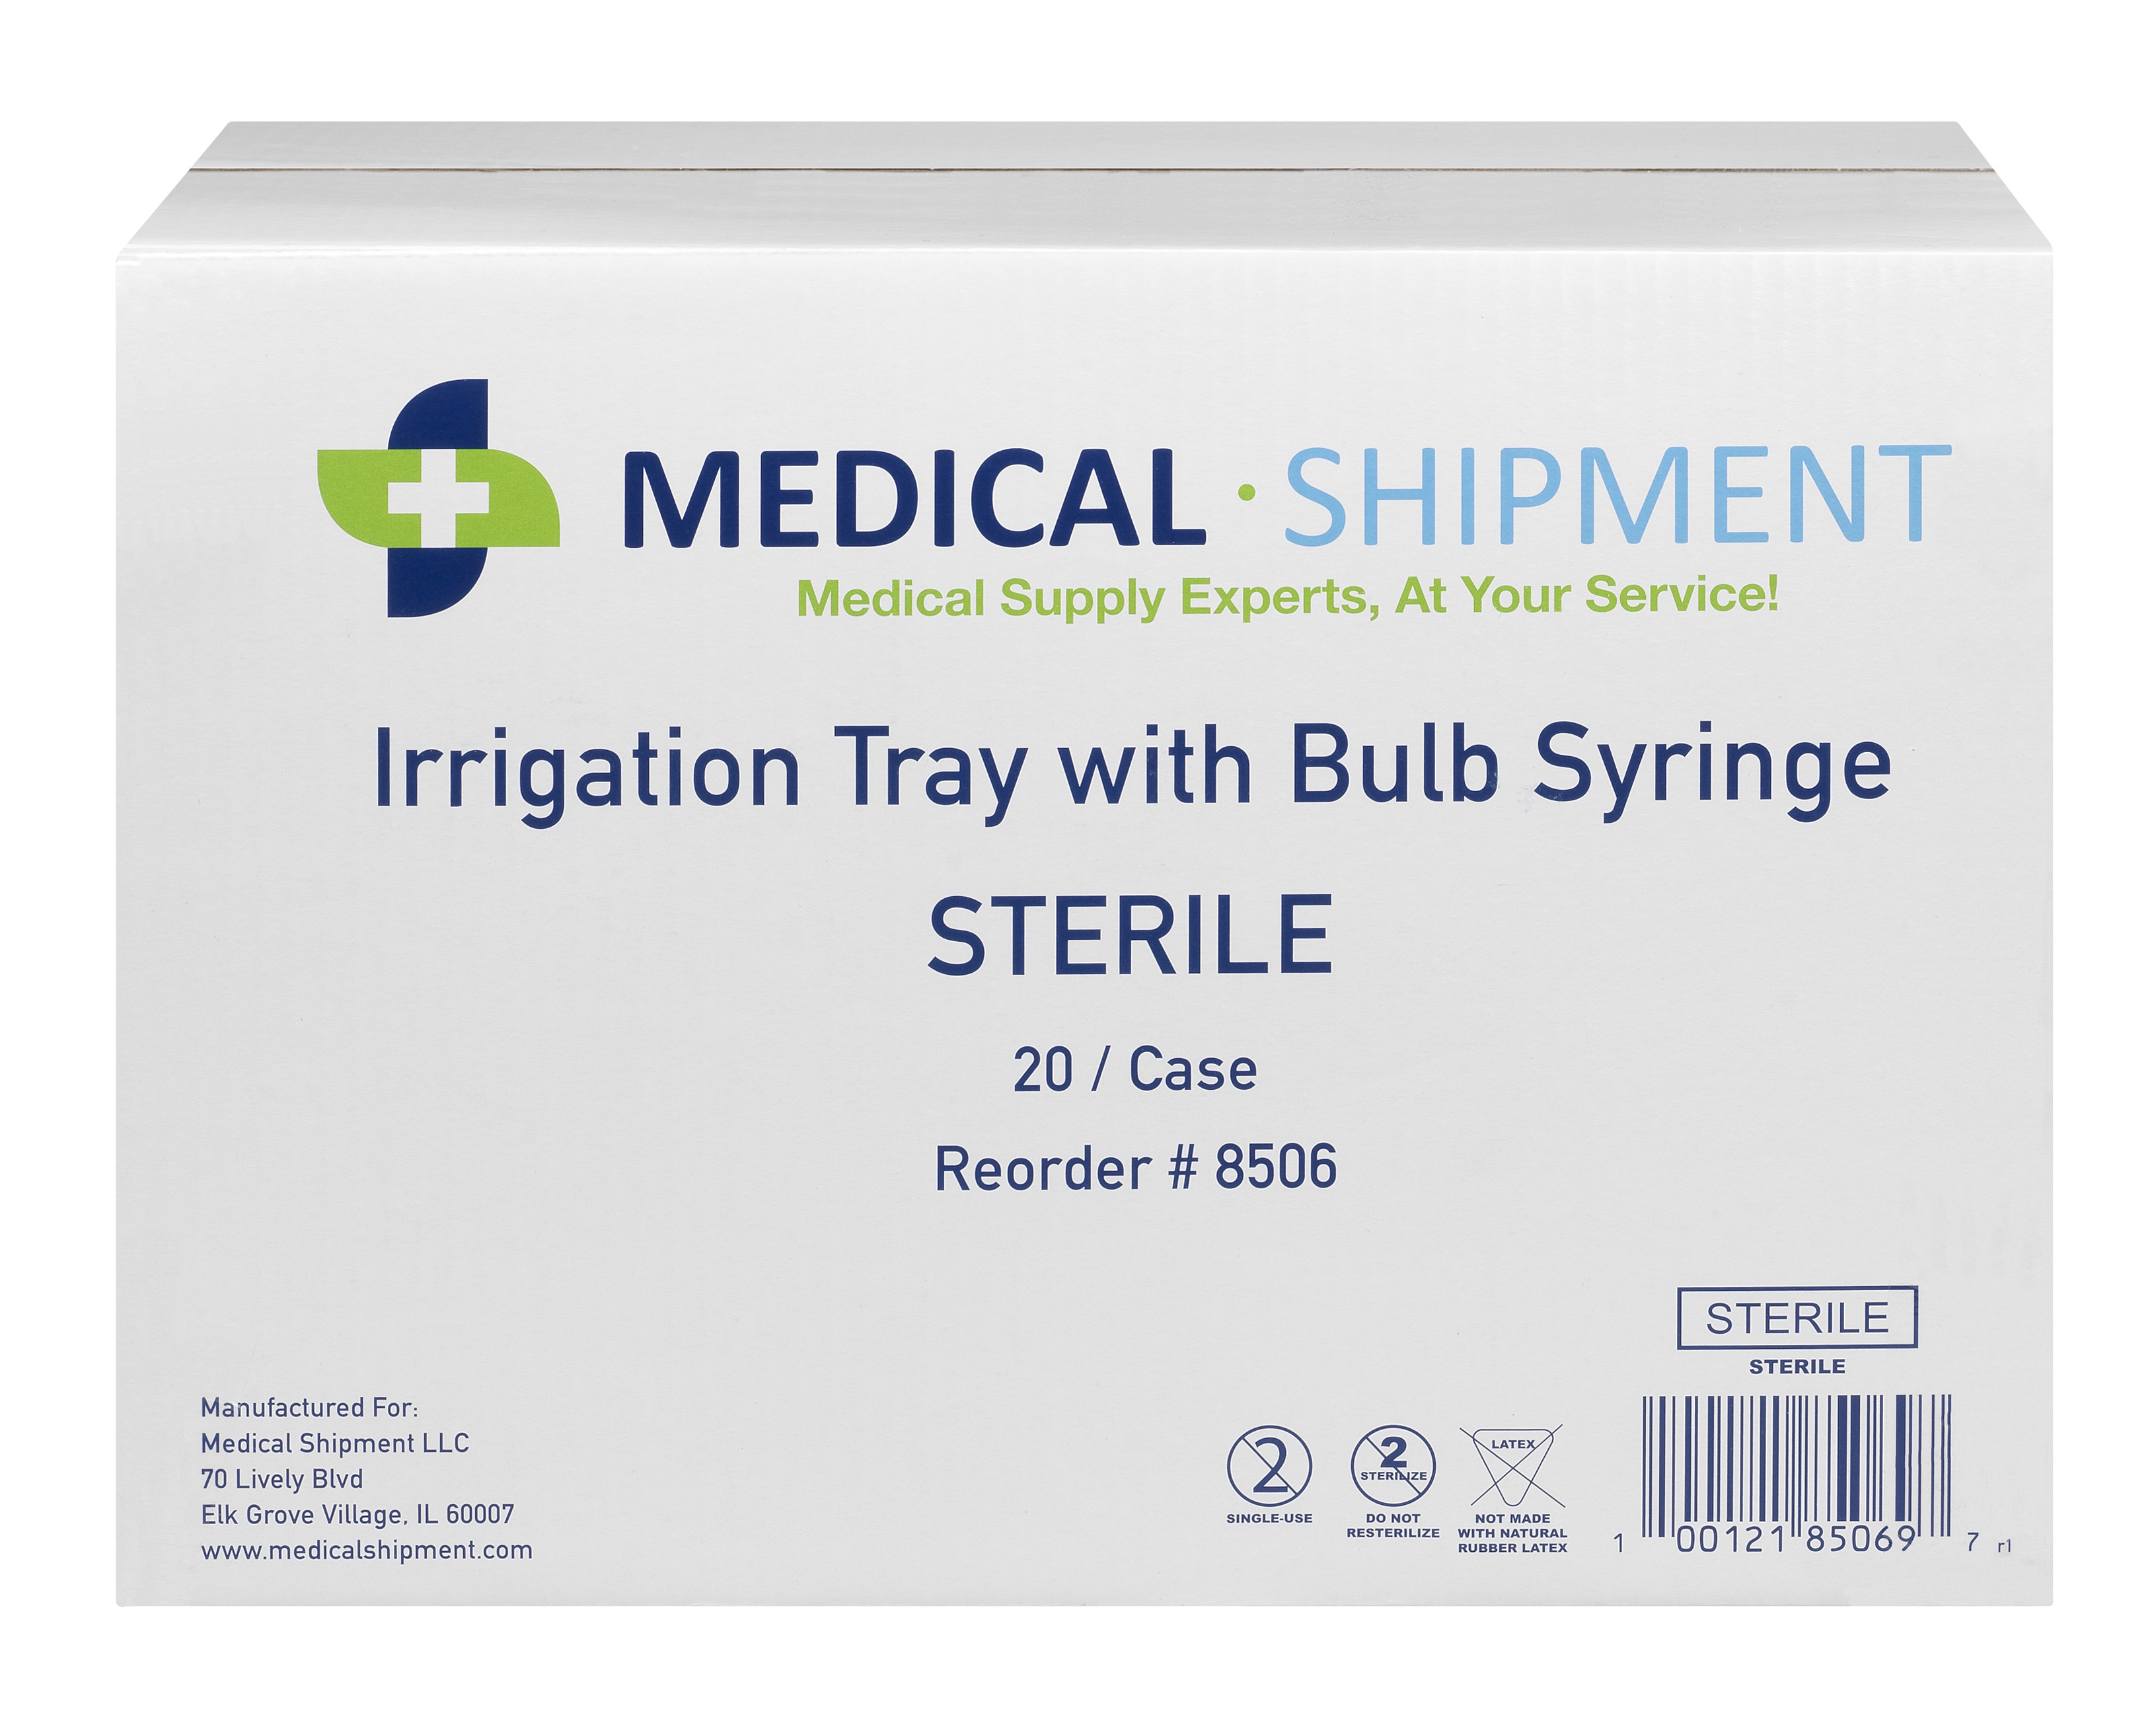 MEDICAL · SHIPMENT
Medical Supply Experts, At Your Service!
Irrigation Tray with Bulb Syringe
STERILE
20 / Case
Reorder # 8506
STERILE
STERILE
Manufactured For:
Medical Shipment LLC
70 Lively Blvd
Elk Grove Village, IL 60007
www.medicalshipment.com
2
SINGLE-USE
2
STERILIZE
DO NOT
RESTERILIZE
LATEX
NOT MADE
WITH NATURAL
RUBBER LATEX
1 00121 85069 7 r1